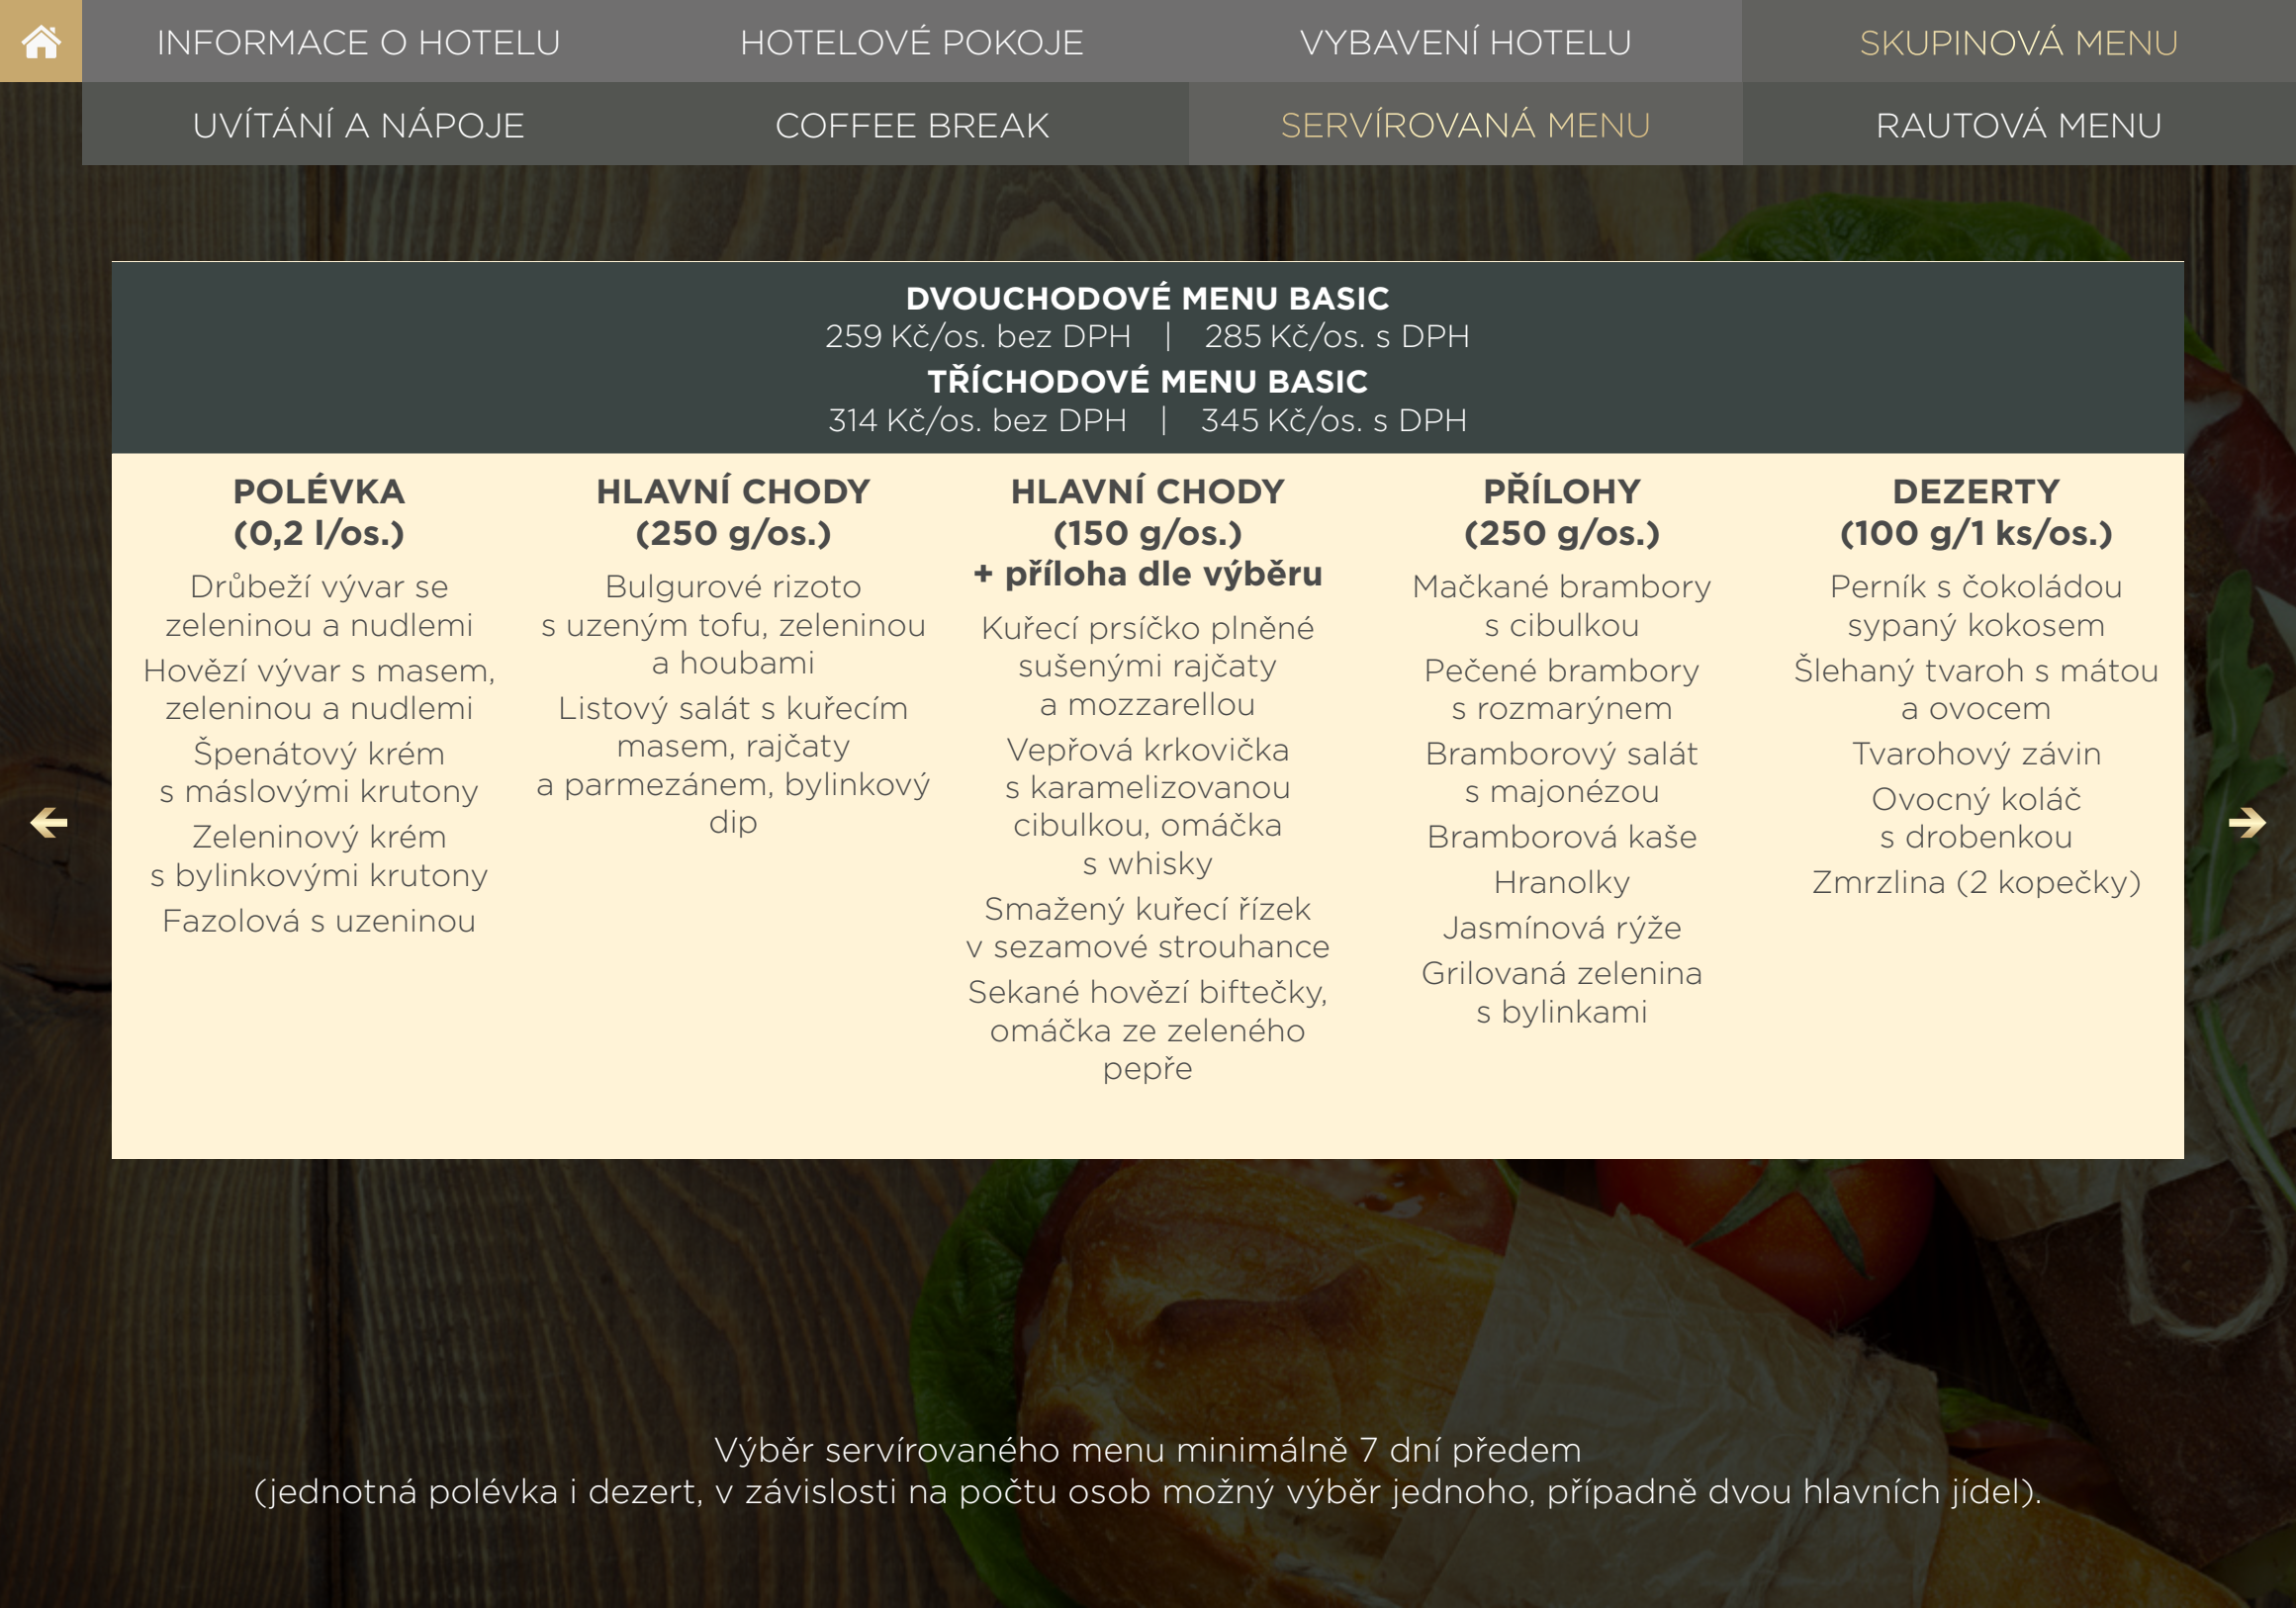 INFORMACE O HOTELU
HOTELOVÉ POKOJE
VYBAVENÍ HOTELU
SKUPINOVÁ MENU
UVÍTÁNÍ A NÁPOJE
COFFEE BREAK
SERVÍROVANÁ MENU
RAUTOVÁ MENU
DVOUCHODOVÉ MENU BASIC
259 Kč/os. bez DPH | 285 Kč/os. s DPH
TŘÍCHODOVÉ MENU BASIC
314 Kč/os. bez DPH | 345 Kč/os. s DPH
POLÉVKA
(0,2 l/os.)
Drůbeží vývar se
zeleninou a nudlemi
Hovězí vývar s masem,
zeleninou a nudlemi
Špenátový krém
s máslovými krutony
Zeleninový krém
s bylinkovými krutony
Fazolová s uzeninou
HLAVNÍ CHODY
(250 g/os.)
Bulgurové rizoto
s uzeným tofu, zeleninou
a houbami
Listový salát s kuřecím
masem, rajčaty
a parmezánem, bylinkový
dip
HLAVNÍ CHODY
(150 g/os.)
+ příloha dle výběru
Kuřecí prsíčko plněné
sušenými rajčaty
a mozzarellou
Vepřová krkovička
s karamelizovanou
cibulkou, omáčka
s whisky
Smažený kuřecí řízek
v sezamové strouhance
Sekané hovězí biftečky,
omáčka ze zeleného
pepře
PŘÍLOHY
(250 g/os.)
Mačkané brambory
s cibulkou
Pečené brambory
s rozmarýnem
Bramborový salát
s majonézou
Bramborová kaše
Hranolky
Jasmínová rýže
Grilovaná zelenina
s bylinkami
DEZERTY
(100 g/1 ks/os.)
Perník s čokoládou
sypaný kokosem
Šlehaný tvaroh s mátou
a ovocem
Tvarohový závin
Ovocný koláč
s drobenkou
Zmrzlina (2 kopečky)
Výběr servírovaného menu minimálně 7 dní předem
(jednotná polévka i dezert, v závislosti na počtu osob možný výběr jednoho, případně dvou hlavních jídel).